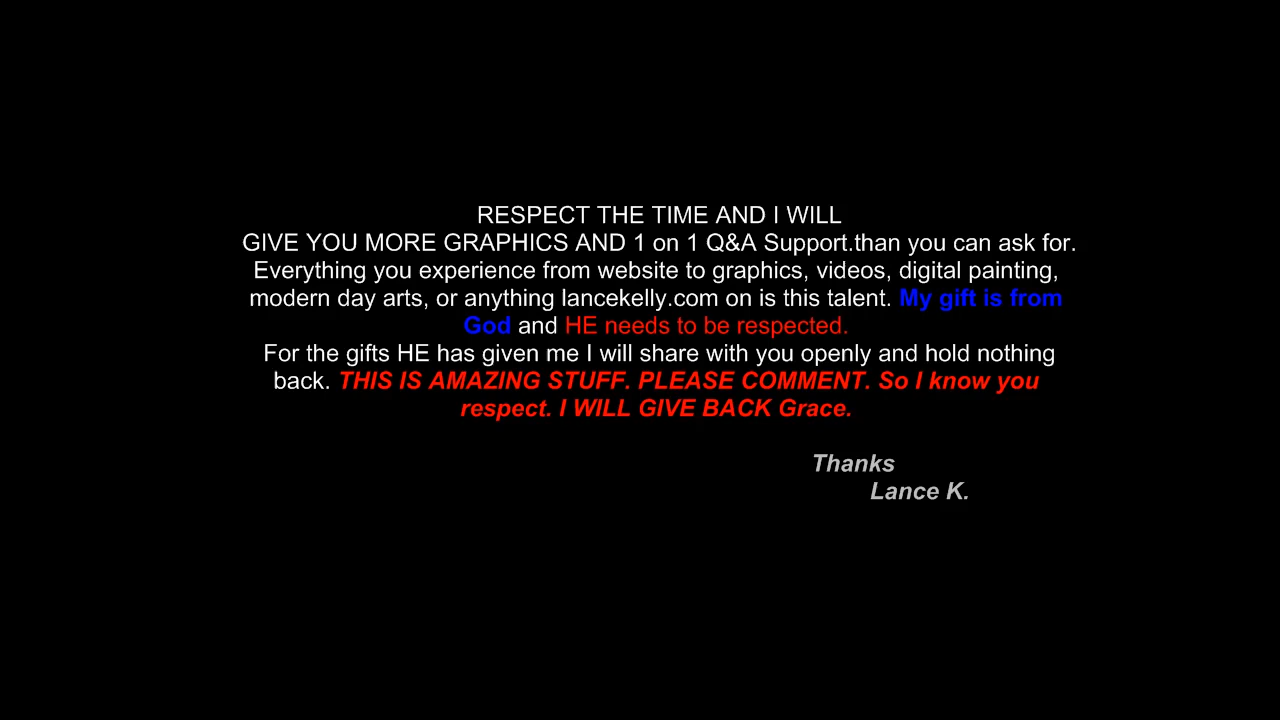 RESPECT THE TIME AND I WILL
GIVE YOU MORE GRAPHICS AND 1 on 1 Q&A Support.than you can ask for.
Everything you experience from website to graphics, videos, digital painting,
modern day arts, or anything lancekelly.com on is this talent. My gift is from
God and HE needs to be respected.
For the gifts HE has given me I will share with you openly and hold nothing
back. THIS IS AMAZING STUFF. PLEASE COMMENT. So I know you
respect. I WILL GIVE BACK Grace.
Thanks
Lance K.